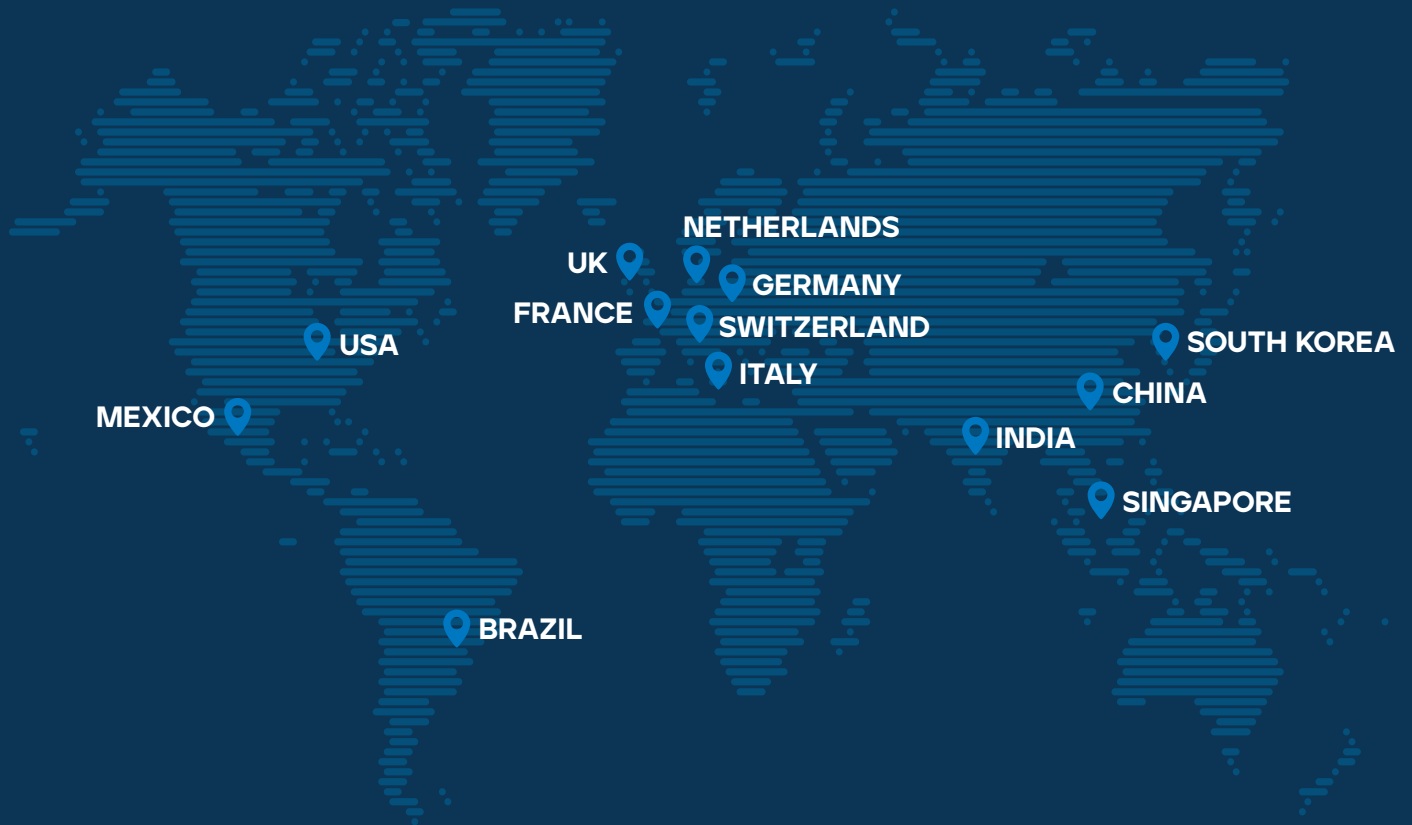 NETHERLANDS
UK
GERMANY
FRANCE
SWITZERLAND
USA
SOUTH KOREA
ITALY
CHINA
MEXICO
INDIA
SINGAPORE
BRAZIL